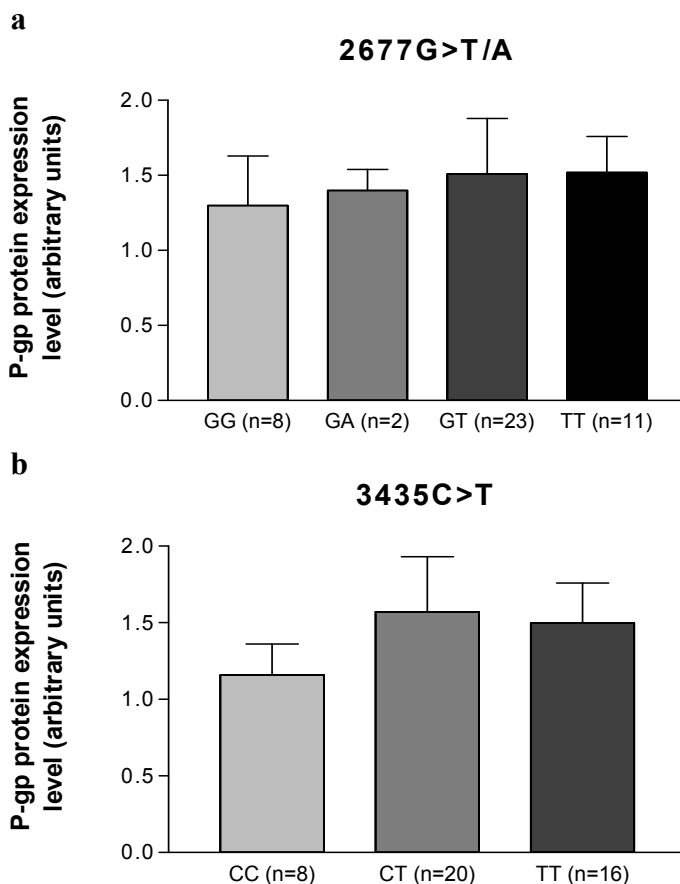 a
2677G>T/A
P-gp protein expression
level (arbitrary units)
2.0
1.5
1.0
0.5
0.0
GG (n=8) GA (n=2) GT (n=23) TT (n=11)
b
3435C>T
P-gp protein expression
level (arbitrary units)
2.0
1.5
1.0
0.5
0.0
CC (n=8) CT (n=20) TT (n=16)